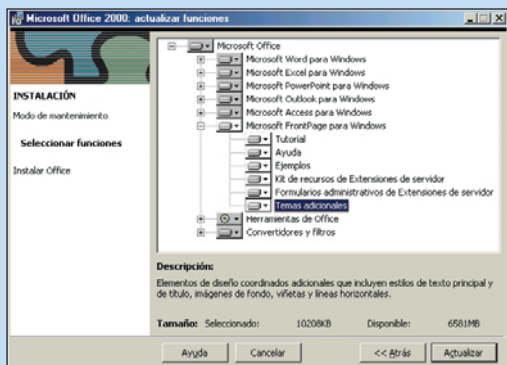 Microsoft Office 2000: actualizar funciones
INSTALACIÓN
Modo de mantenimiento
Seleccionar funciones
Instalar Office
Microsoft Office
Microsoft Word para Windows
Microsoft Excel para Windows
Microsoft PowerPoint para Windows
Microsoft Outlook para Windows
Microsoft Access para Windows
Microsoft FrontPage para Windows
Tutorial
Ayuda
Ejemplos
Kit de recursos de Extensiones de servidor
Formularios administrativos de Extensiones de servidor
Temas adicionales
Herramientas de Office
Convertidores y filtros
Descripción:
Elementos de diseño coordinados adicionales que incluyen estilos de texto principal y
de título, imágenes de fondo, viñetas y líneas horizontales.
Tamaño: Seleccionado: 10208KB Disponible: 6581MB
Ayuda Cancelar << Atrás Actualizar